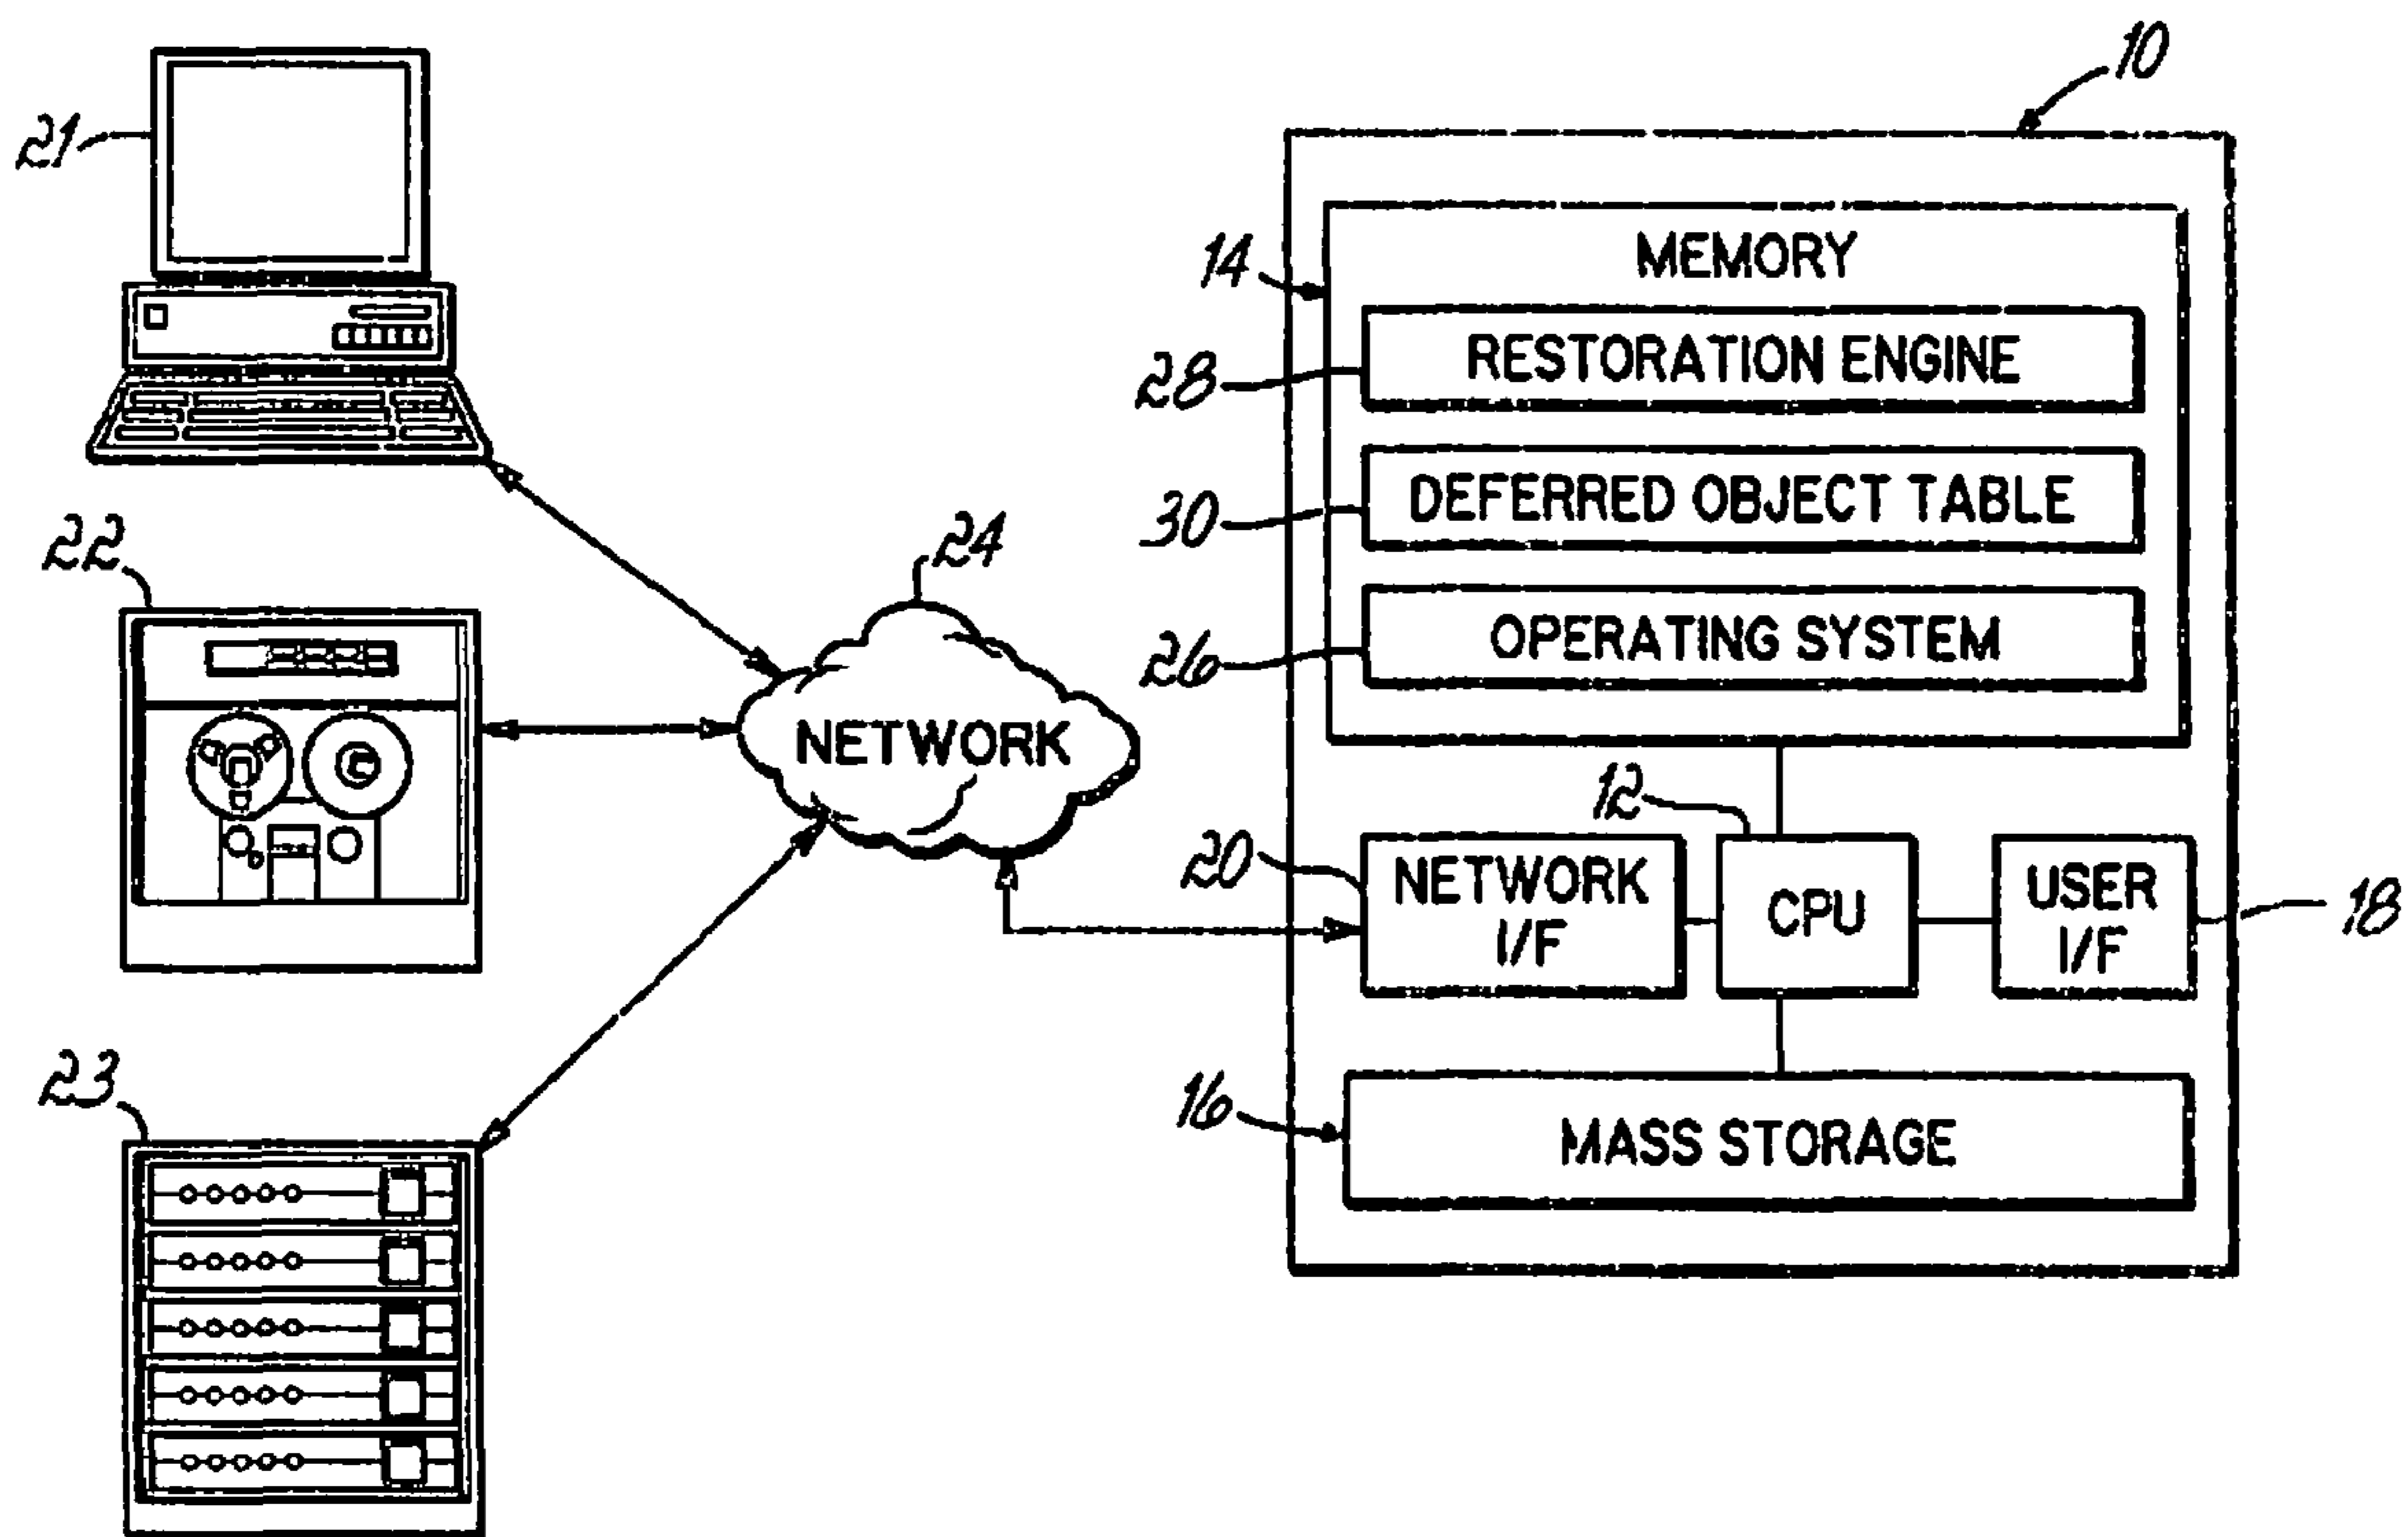 10
21
MEMORY
14
RESTORATION ENGINE
28
DEFERRED OBJECT TABLE
30
22
24
OPERATING SYSTEM
26
NETWORK
12
20
NETWORK
I/F
CPU
USER
I/F
18
23
16
MASS STORAGE